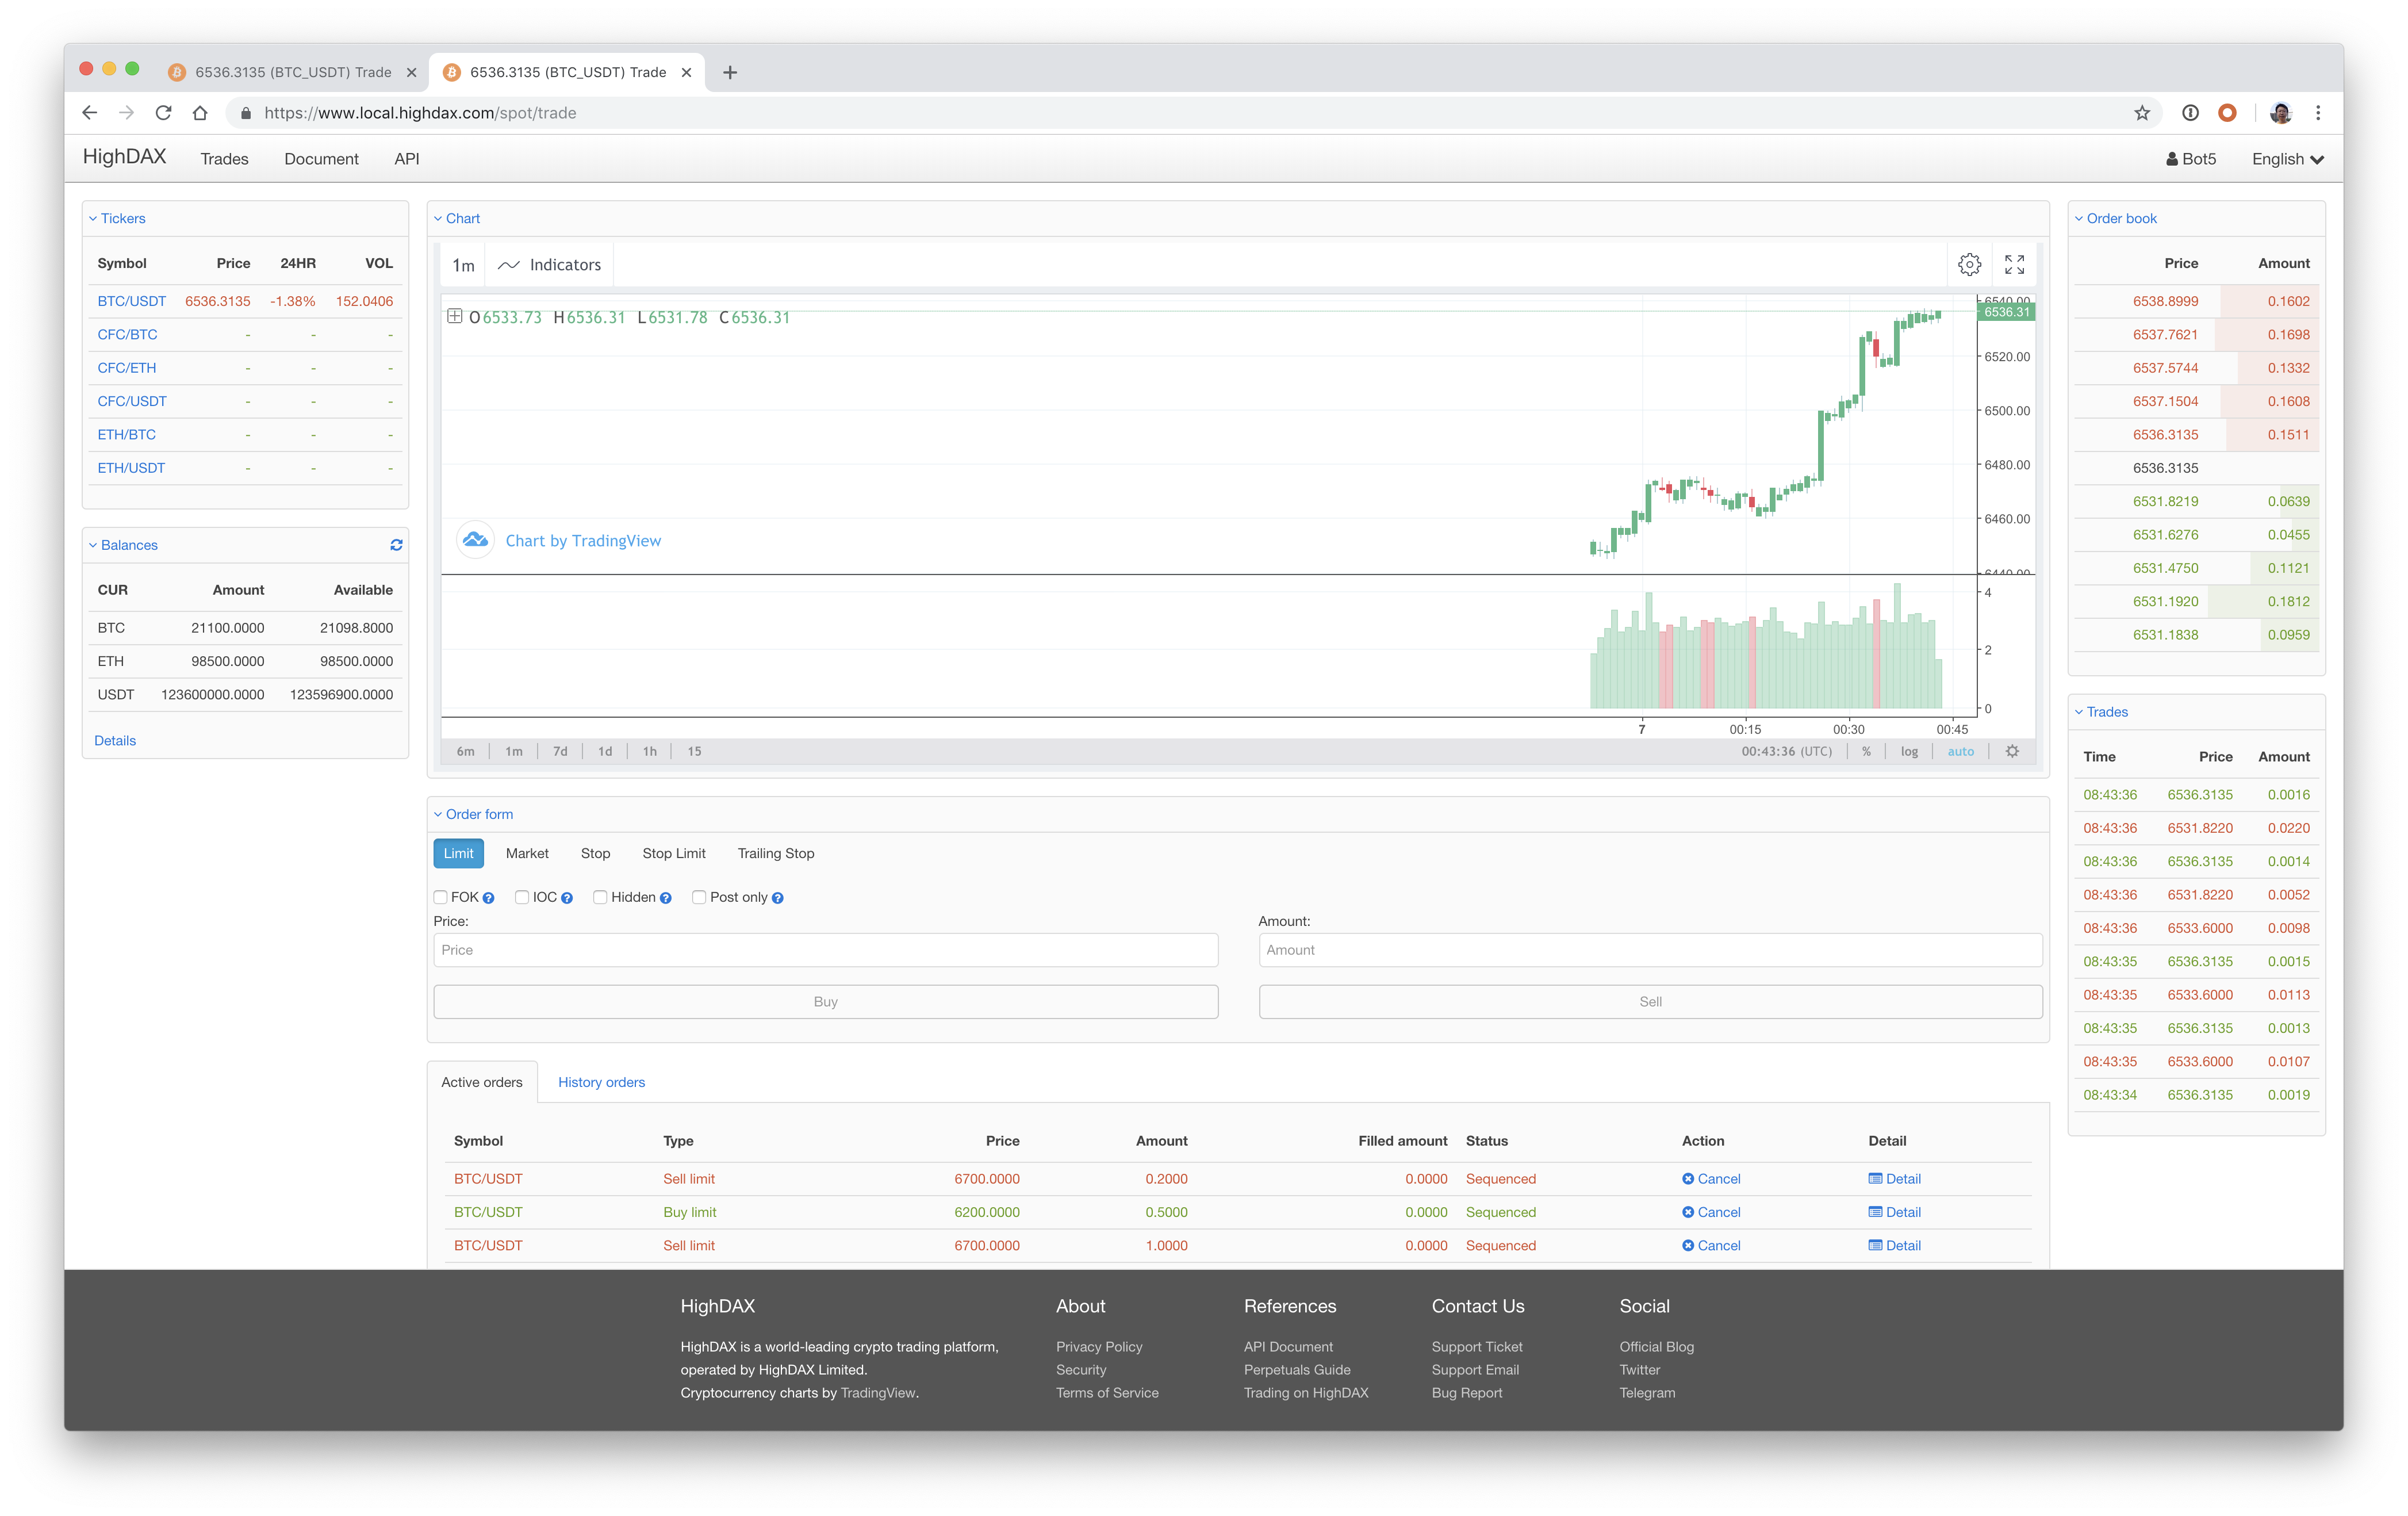 6536.3135 (BTC_USDT) Trade
6536.3135 (BTC_USDT) Trade
https://www.local.highdax.com/spot/trade
HighDAX Trades Document API Bot5 English
Tickers
Symbol Price 24HR VOL
BTC/USDT 6536.3135 -1.38% 152.0406
CFC/BTC - - -
CFC/ETH - - -
CFC/USDT - - -
ETH/BTC - - -
ETH/USDT - - -
Balances
CUR Amount Available
BTC 21100.0000 21098.8000
ETH 98500.0000 98500.0000
USDT 123600000.0000 123596900.0000
Details
Chart
1m Indicators
O 6533.73 H 6536.31 L 6531.78 C 6536.31
6540.00
6536.31
6520.00
6500.00
6480.00
6460.00
6440.00
Chart by TradingView
4
2
0
7 00:15 00:30 00:45
6m 1m 7d 1d 1h 15 00:43:36 (UTC) % log auto
Order form
Limit Market Stop Stop Limit Trailing Stop
FOK IOC Hidden Post only
Price: Amount:
Price Amount
Buy Sell
Active orders History orders
Symbol Type Price Amount Filled amount Status Action Detail
BTC/USDT Sell limit 6700.0000 0.2000 0.0000 Sequenced Cancel Detail
BTC/USDT Buy limit 6200.0000 0.5000 0.0000 Sequenced Cancel Detail
BTC/USDT Sell limit 6700.0000 1.0000 0.0000 Sequenced Cancel Detail
Order book
Price Amount
6538.8999 0.1602
6537.7621 0.1698
6537.5744 0.1332
6537.1504 0.1608
6536.3135 0.1511
6536.3135
6531.8219 0.0639
6531.6276 0.0455
6531.4750 0.1121
6531.1920 0.1812
6531.1838 0.0959
Trades
Time Price Amount
08:43:36 6536.3135 0.0016
08:43:36 6531.8220 0.0220
08:43:36 6536.3135 0.0014
08:43:36 6531.8220 0.0052
08:43:36 6533.6000 0.0098
08:43:35 6536.3135 0.0015
08:43:35 6533.6000 0.0113
08:43:35 6536.3135 0.0013
08:43:35 6533.6000 0.0107
08:43:34 6536.3135 0.0019
HighDAX
HighDAX is a world-leading crypto trading platform,
operated by HighDAX Limited.
Cryptocurrency charts by TradingView.
About
Privacy Policy
Security
Terms of Service
References
API Document
Perpetuals Guide
Trading on HighDAX
Contact Us
Support Ticket
Support Email
Bug Report
Social
Official Blog
Twitter
Telegram